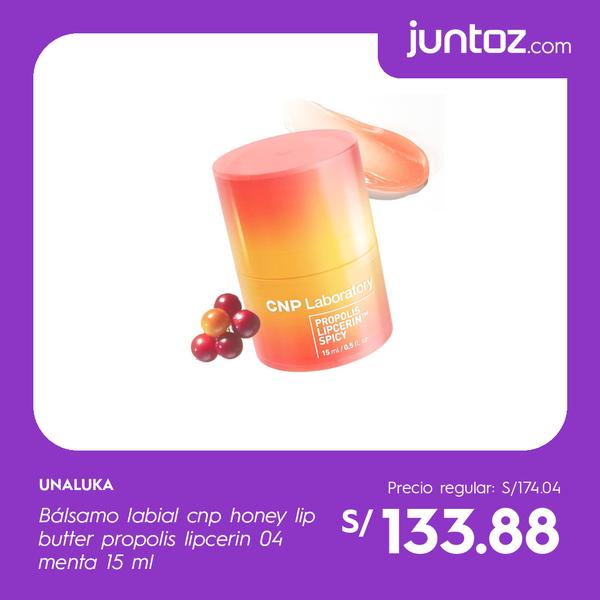 juntoz.com
CNP Laboratory
PROPOLIS
LIPCERIN™
SPICY
15 ml / 0.5 fl. oz
UNALUKA
Bálsamo labial cnp honey lip
butter propolis lipcerin 04
menta 15 ml
Precio regular: S/174.04
S/ 133.88